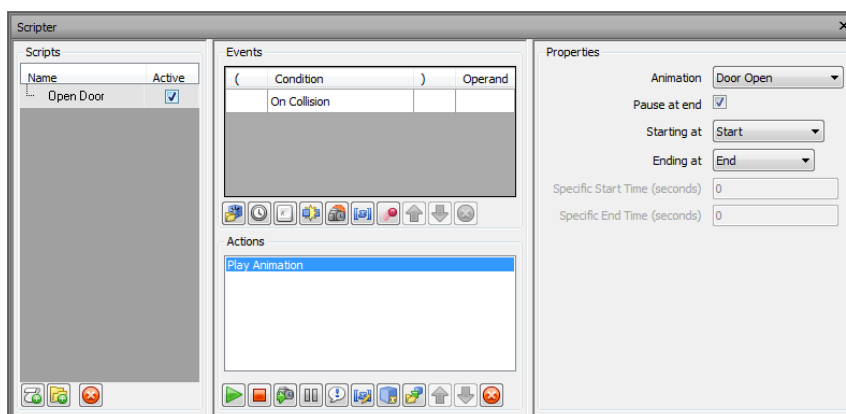 Scripter
Scripts
Name Active
Open Door
Events
( Condition ) Operand
On Collision
Actions
Play Animation
Properties
Animation Door Open
Pause at end
Starting at Start
Ending at End
Specific Start Time (seconds) 0
Specific End Time (seconds) 0